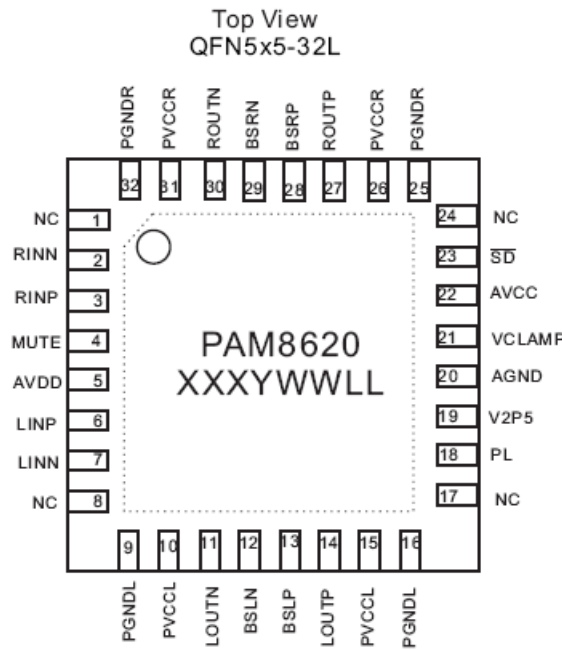 Top View
QFN5x5-32L
PGNDR
PVCCR
ROUTN
BSRN
BSRP
ROUTP
PVCCR
PGNDR
32
31
30
29
28
27
26
25
NC 1
RINN 2
RINP 3
MUTE 4
AVDD 5
LINP 6
LINN 7
NC 8
24 NC
23 SD
22 AVCC
21 VCLAMP
20 AGND
19 V2P5
18 PL
17 NC
PAM8620
XXXYWWLL
9
10
11
12
13
14
15
16
PGNDL
PVCCL
LOUTN
BSLN
BSLP
LOUTP
PVCCL
PGNDL